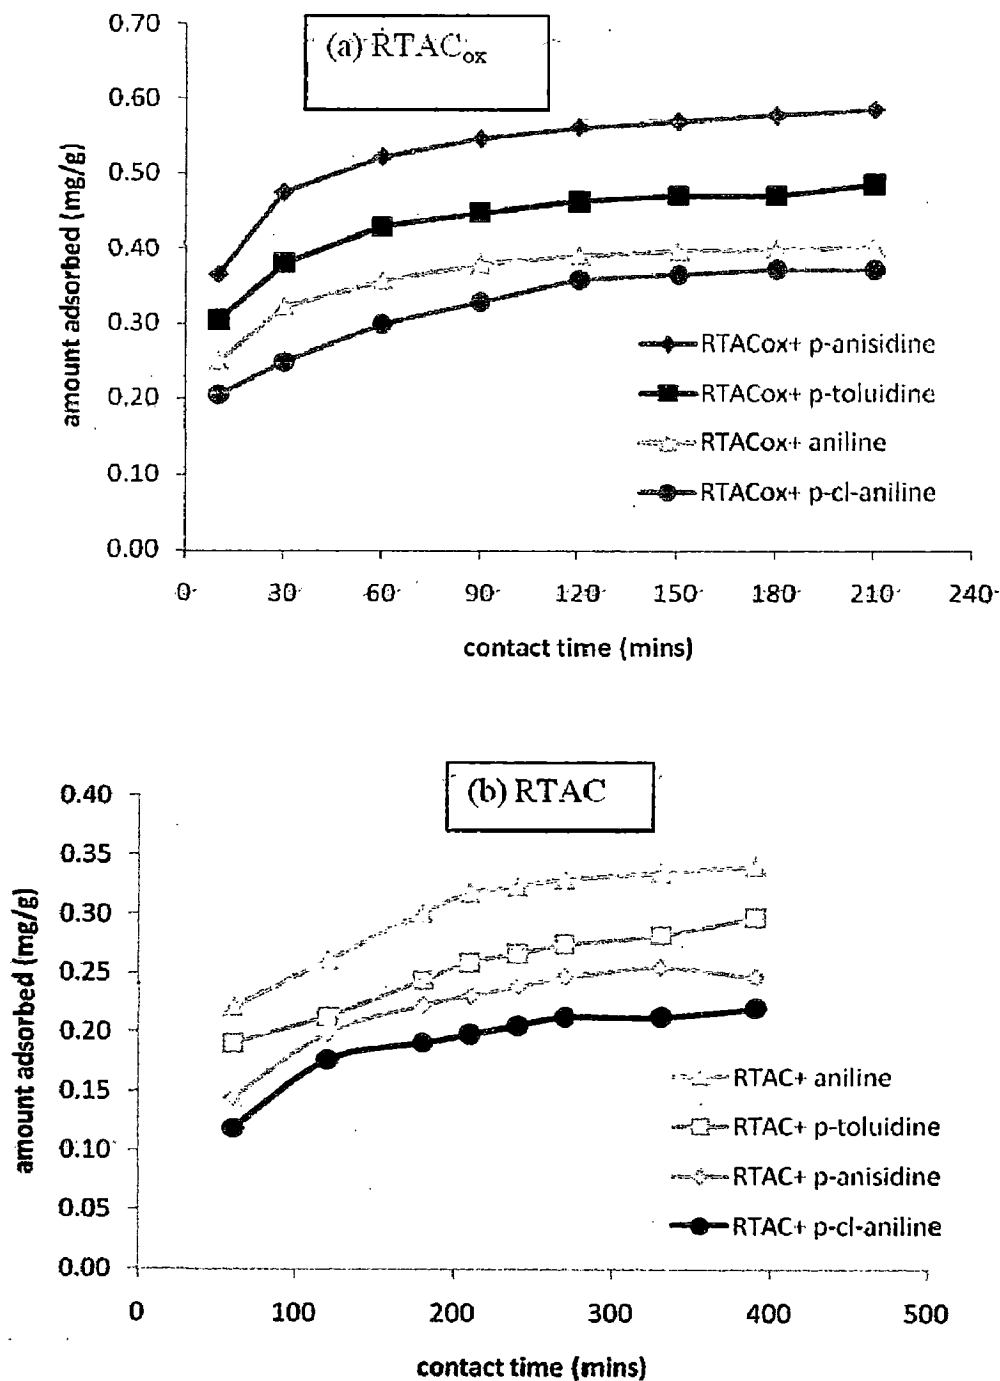 (a) RTACox
0.70
0.60
0.50
0.40
0.30
0.20
0.10
0.00
amount adsorbed (mg/g)
RTACox+ p-anisidine
RTACox+ p-toluidine
RTACox+ aniline
RTACox+ p-cl-aniline
0 30 60 90 120 150 180 210 240
contact time (mins)
(b) RTAC
0.40
0.35
0.30
0.25
0.20
0.15
0.10
0.05
0.00
amount adsorbed (mg/g)
RTAC+ aniline
RTAC+ p-toluidine
RTAC+ p-anisidine
RTAC+ p-cl-aniline
0 100 200 300 400 500
contact time (mins)